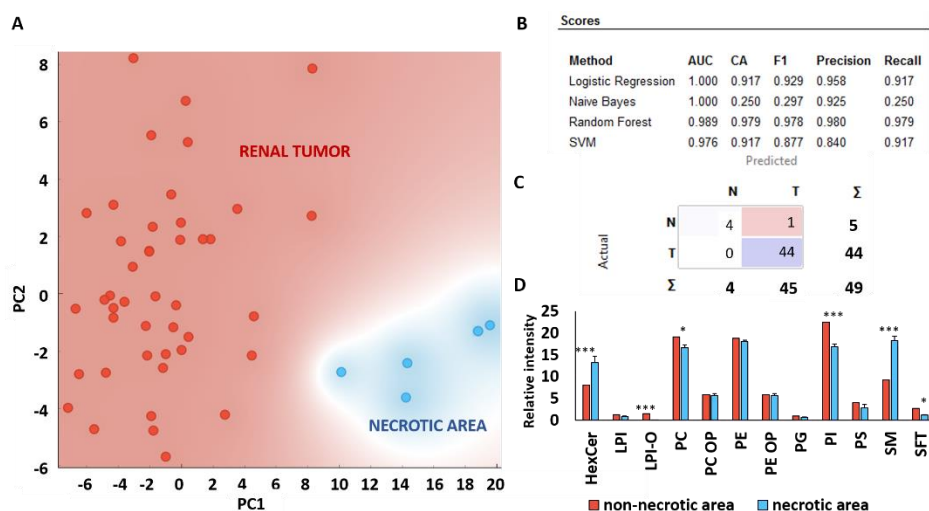 A
8
6
4
2
0
-2
-4
-6
PC2
RENAL TUMOR
NECROTIC AREA
-6 -4 -2 0 2 4 6 8 10 12 14 16 18 20
PC1
B
Scores
Method AUC CA F1 Precision Recall
Logistic Regression 1.000 0.917 0.929 0.958 0.917
Naive Bayes 1.000 0.250 0.297 0.925 0.250
Random Forest 0.989 0.979 0.978 0.980 0.979
SVM 0.976 0.917 0.877 0.840 0.917
Predicted
C
N T Σ
Actual
N 4 1 5
T 0 44 44
Σ 4 45 49
D
Relative intensity
25
20
15
10
5
0
*** *** * *** *** *
HexCer LPI LPI-O PC PC OP PE PE OP PG PI PS SM SFT
non-necrotic area necrotic area